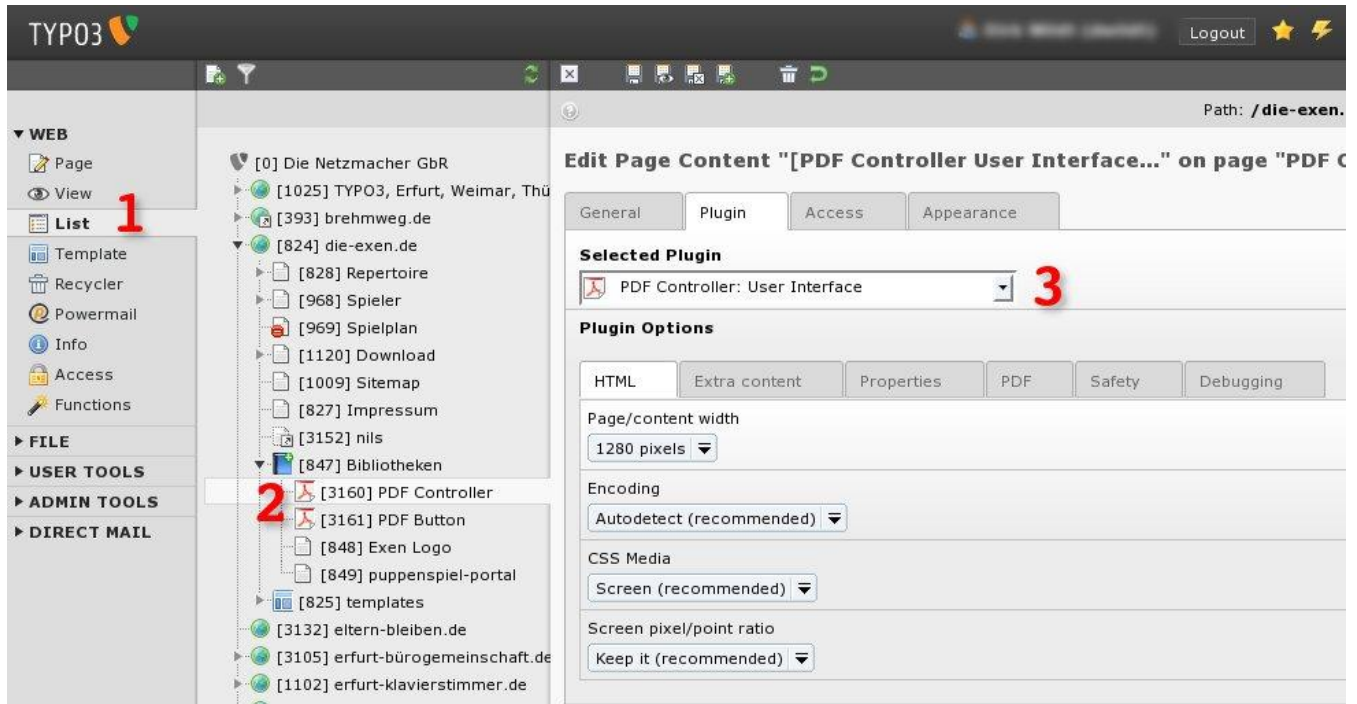 TYPO3
Logout
Path: /die-exen.
WEB
Page
View
List
Template
Recycler
Powermail
Info
Access
Functions
FILE
USER TOOLS
ADMIN TOOLS
DIRECT MAIL
1
[0] Die Netzmacher GbR
[1025] TYPO3, Erfurt, Weimar, Thü
[393] brehmweg.de
[824] die-exen.de
[828] Repertoire
[968] Spieler
[969] Spielplan
[1120] Download
[1009] Sitemap
[827] Impressum
[3152] nils
[847] Bibliotheken
2
[3160] PDF Controller
[3161] PDF Button
[848] Exen Logo
[849] puppenspiel-portal
[825] templates
[3132] eltern-bleiben.de
[3105] erfurt-bürogemeinschaft.de
[1102] erfurt-klavierstimmer.de
Edit Page Content "[PDF Controller User Interface..." on page "PDF C
General Plugin Access Appearance
Selected Plugin
PDF Controller: User Interface
3
Plugin Options
HTML Extra content Properties PDF Safety Debugging
Page/content width
1280 pixels
Encoding
Autodetect (recommended)
CSS Media
Screen (recommended)
Screen pixel/point ratio
Keep it (recommended)